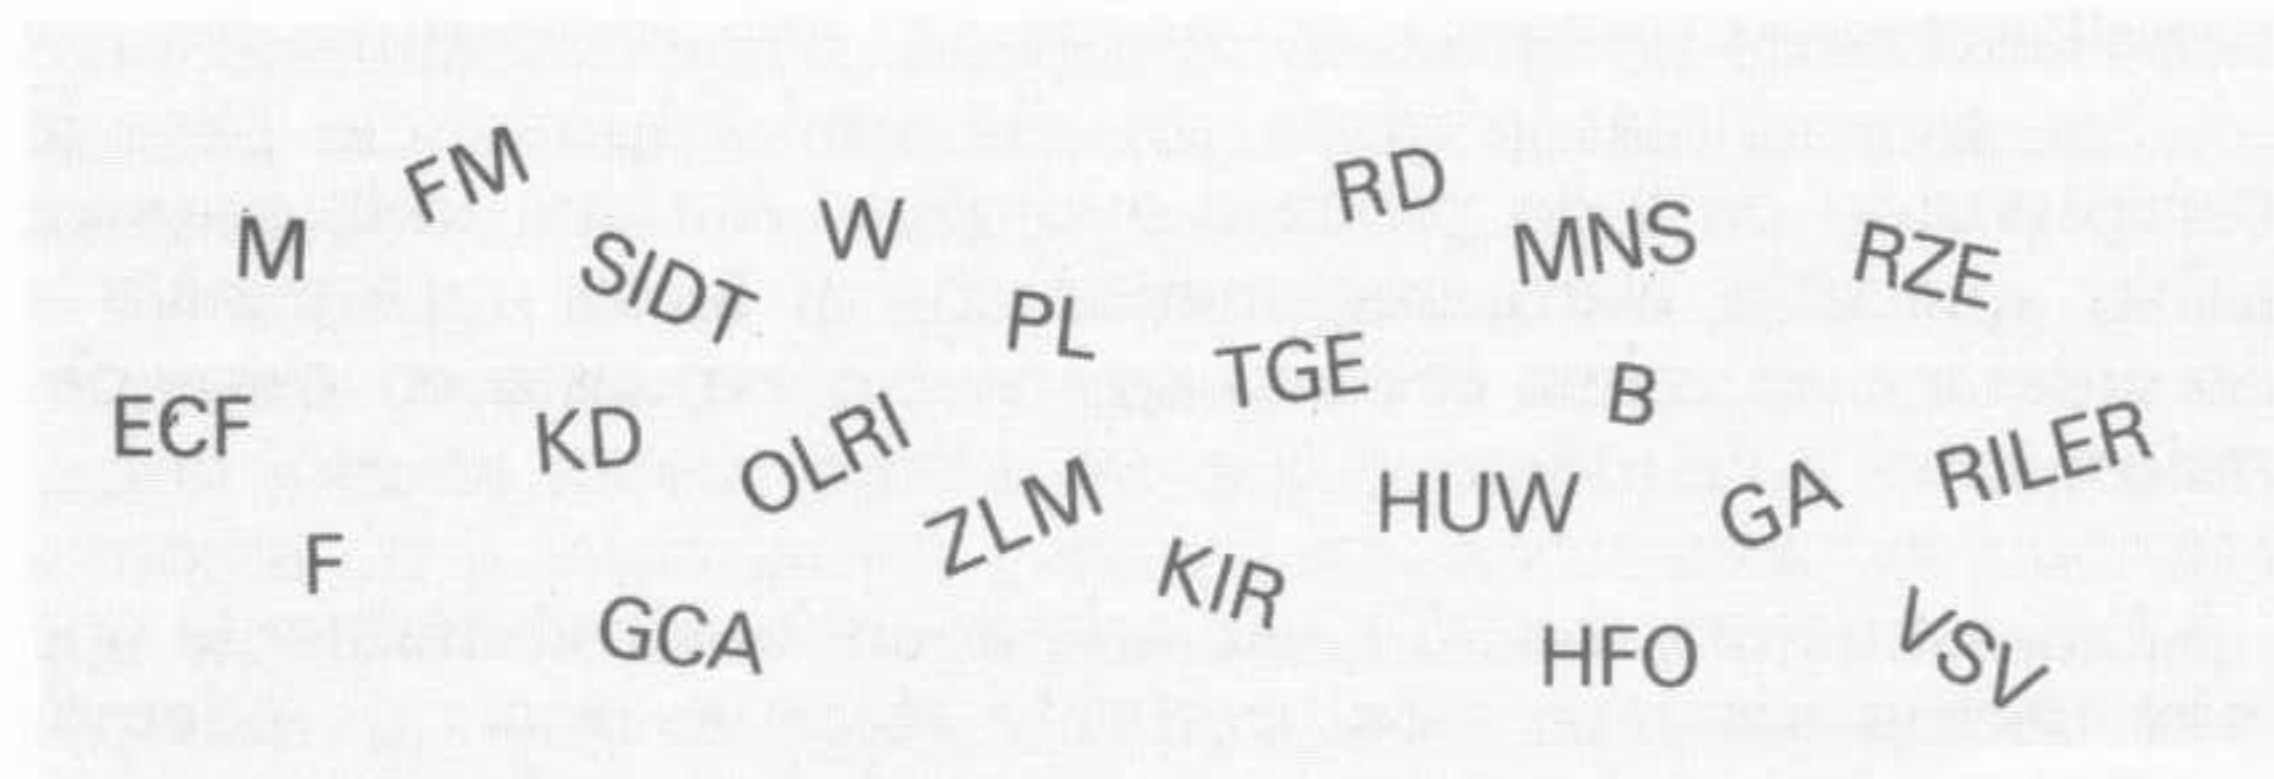 FM
RD
M
W
MNS
RZE
SIDT
PL
TGE
B
ECF
KD
OLRI
RILER
ZLM
HUW
GA
F
KIR
GCA
HFO
VSV